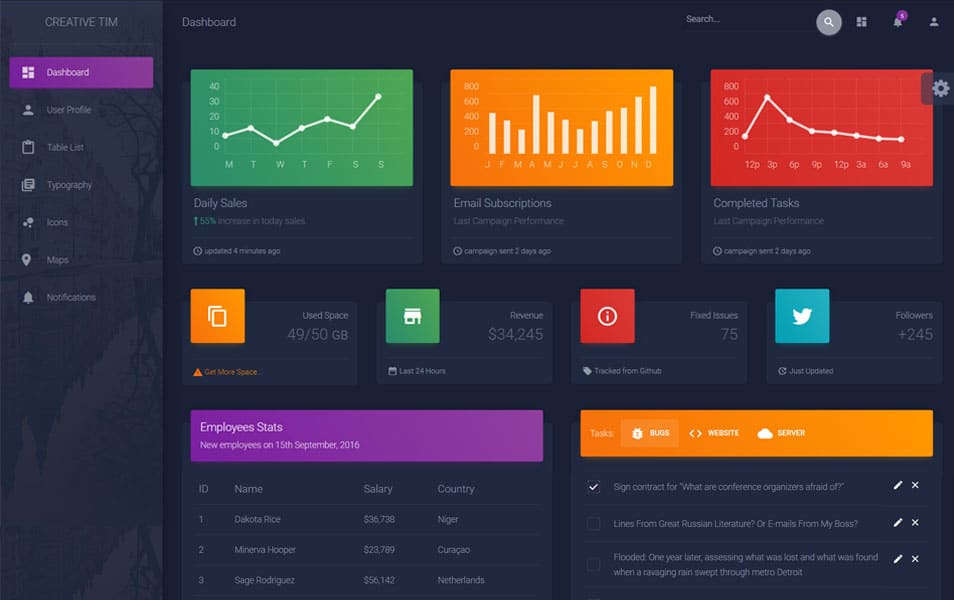 CREATIVE TIM
Dashboard
User Profile
Table List
Typography
Icons
Maps
Notifications
Dashboard
Search...
5
40
30
20
10
0
M T W T F S S
Daily Sales
55% increase in today sales.
updated 4 minutes ago
800
600
400
200
0
J F M A M J J A S O N D
Email Subscriptions
Last Campaign Performance
campaign sent 2 days ago
800
600
400
200
0
12p 3p 6p 9p 12p 3a 6a 9a
Completed Tasks
Last Campaign Performance
campaign sent 2 days ago
Used Space
49/50 GB
Get More Space...
Revenue
$34,245
Last 24 Hours
Fixed Issues
75
Tracked from Github
Followers
+245
Just Updated
Employees Stats
New employees on 15th September, 2016
ID Name Salary Country
1 Dakota Rice $36,738 Niger
2 Minerva Hooper $23,789 Curaçao
3 Sage Rodriguez $56,142 Netherlands
Tasks: BUGS WEBSITE SERVER
Sign contract for "What are conference organizers afraid of?"
Lines From Great Russian Literature? Or E-mails From My Boss?
Flooded: One year later, assessing what was lost and what was found
when a ravaging rain swept through metro Detroit